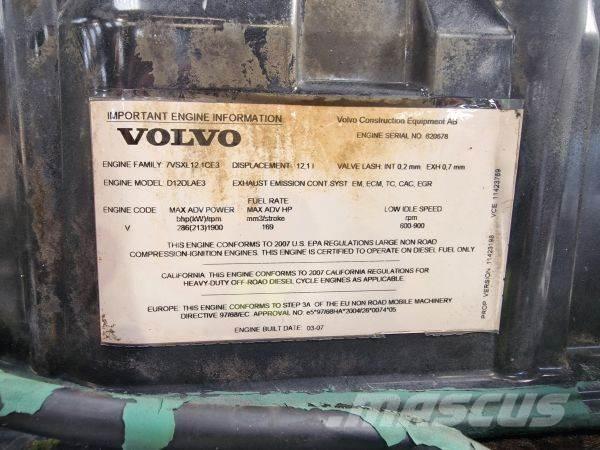 IMPORTANT ENGINE INFORMATION
Volvo Construction Equipment AB
VOLVO
ENGINE SERIAL NO: 620678
ENGINE FAMILY: 7VSXL12.1CE3 DISPLACEMENT: 12,1 l VALVE LASH: INT 0,2 mm EXH 0,7 mm
ENGINE MODEL: D12DLAE3 EXHAUST EMISSION CONT SYST EM, ECM, TC, CAC, EGR
FUEL RATE
ENGINE CODE MAX ADV POWER MAX ADV HP LOW IDLE SPEED
bhp(kW)/rpm mm3/stroke rpm
V 286(213)1900 169 600-900
THIS ENGINE CONFORMS TO 2007 U.S. EPA REGULATIONS LARGE NON ROAD
COMPRESSION-IGNITION ENGINES. THIS ENGINE IS CERTIFIED TO OPERATE ON DIESEL FUEL ONLY
CALIFORNIA: THIS ENGINE CONFORMS TO 2007 CALIFORNIA REGULATIONS FOR
HEAVY-DUTY OFF-ROAD DIESEL CYCLE ENGINES AS APPLICABLE.
EUROPE: THIS ENGINE CONFORMS TO STEP 3A OF THE EU NON ROAD MOBILE MACHINERY
DIRECTIVE 97/68/EC APPROVAL NO: e5*97/68HA*2004/26*0074*05
ENGINE BUILT DATE: 03-07
PROP. VERSION 11423198 VCE 11423789
mascus